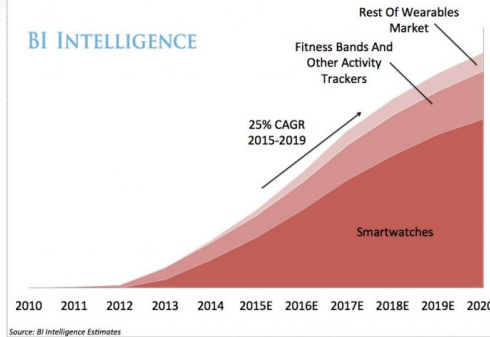 BI INTELLIGENCE
Rest Of Wearables
Market
Fitness Bands And
Other Activity
Trackers
25% CAGR
2015-2019
Smartwatches
2010 2011 2012 2013 2014 2015E 2016E 2017E 2018E 2019E 2020
Source: BI Intelligence Estimates